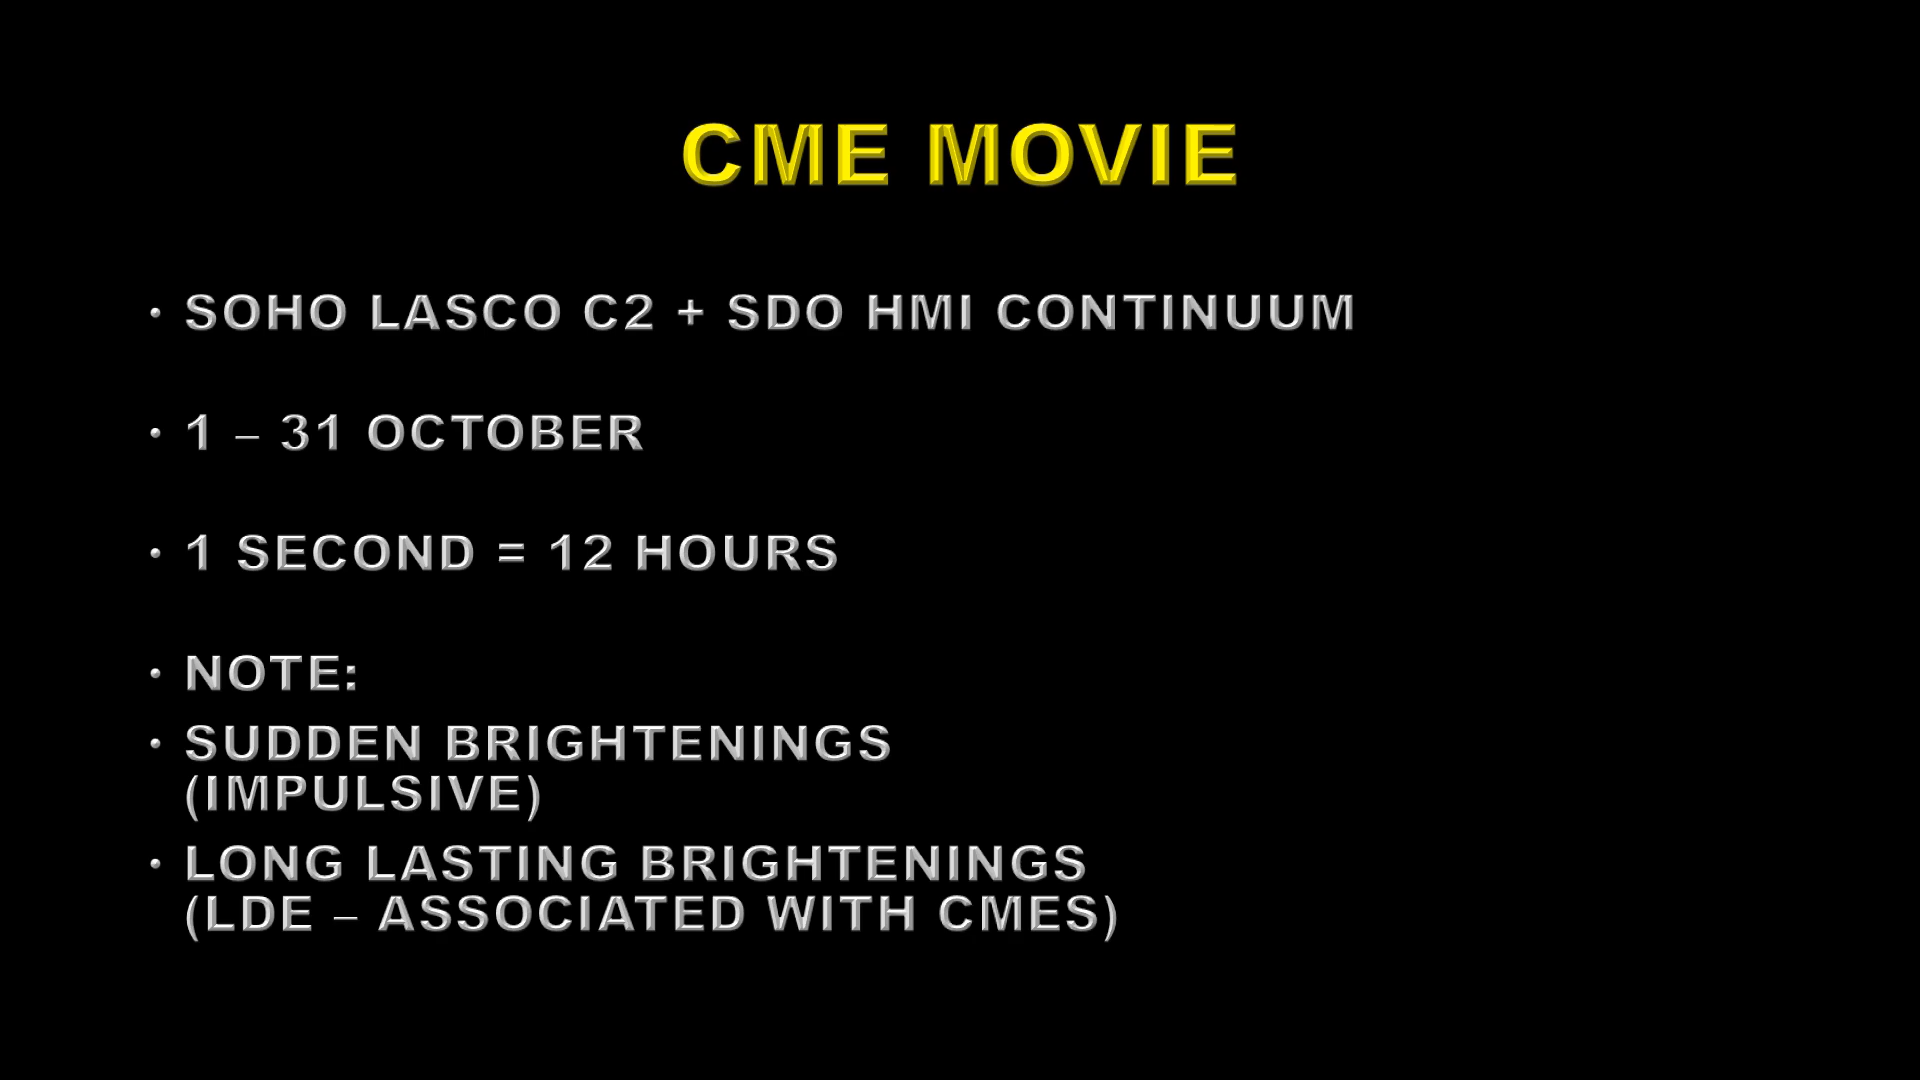 CME MOVIE
• SOHO LASCO C2 + SDO HMI CONTINUUM
• 1 – 31 OCTOBER
• 1 SECOND = 12 HOURS
• NOTE:
• SUDDEN BRIGHTENINGS
(IMPULSIVE)
• LONG LASTING BRIGHTENINGS
(LDE – ASSOCIATED WITH CMES)